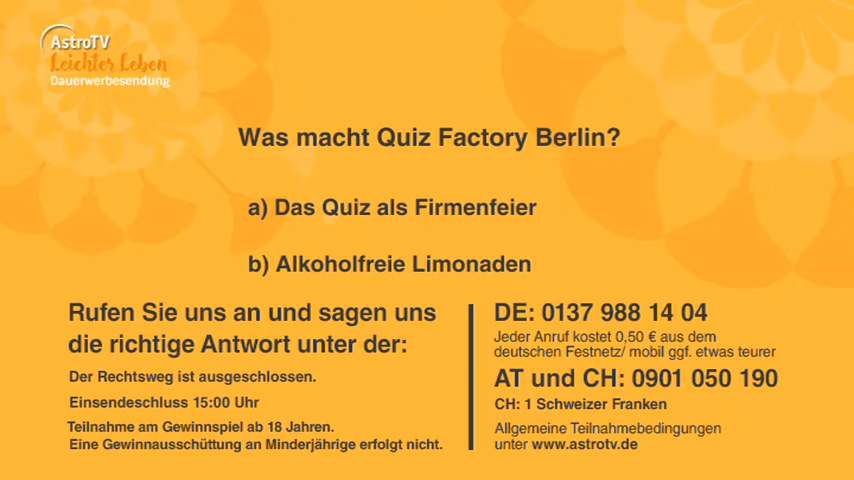 AstroTV
Leichter Leben
Dauerwerbesendung
Was macht Quiz Factory Berlin?
a) Das Quiz als Firmenfeier
b) Alkoholfreie Limonaden
Rufen Sie uns an und sagen uns
die richtige Antwort unter der:
Der Rechtsweg ist ausgeschlossen.
Einsendeschluss 15:00 Uhr
Teilnahme am Gewinnspiel ab 18 Jahren.
Eine Gewinnausschüttung an Minderjährige erfolgt nicht.
DE: 0137 988 14 04
Jeder Anruf kostet 0,50 € aus dem
deutschen Festnetz/ mobil ggf. etwas teurer
AT und CH: 0901 050 190
CH: 1 Schweizer Franken
Allgemeine Teilnahmebedingungen
unter www.astrotv.de